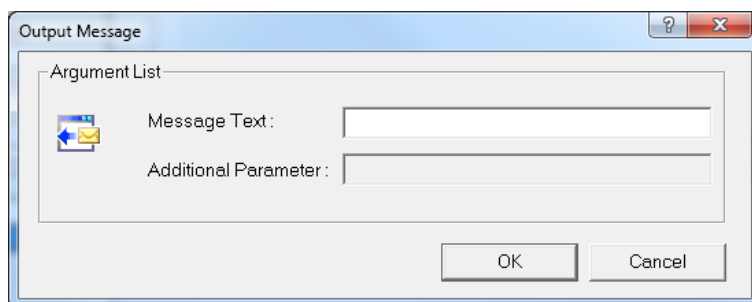 Output Message
?
Argument List
Message Text :
Additional Parameter :
OK
Cancel